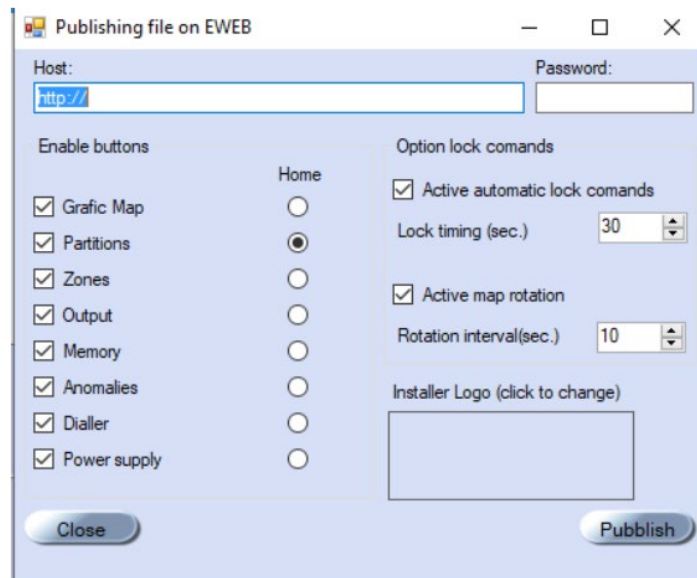 Publishing file on EWEB
Host: Password:
http://
Enable buttons
Home
Grafic Map
Partitions
Zones
Output
Memory
Anomalies
Dialler
Power supply
Option lock comands
Active automatic lock comands
Lock timing (sec.) 30
Active map rotation
Rotation interval(sec.) 10
Installer Logo (click to change)
Close Pubblish